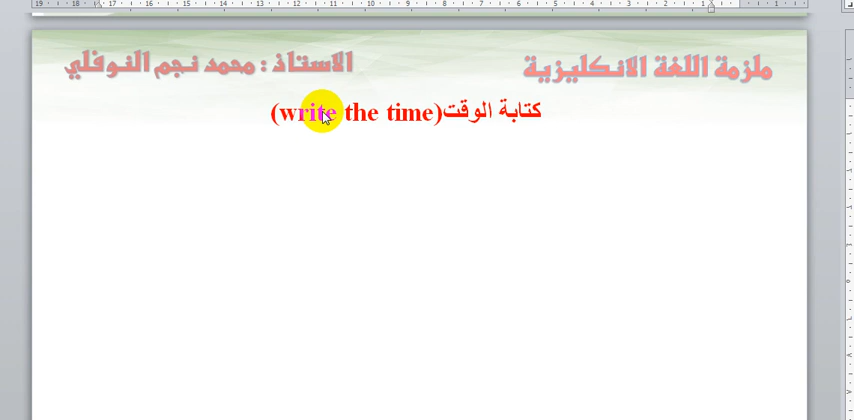 ملزمة اللغة الانكليزية
الاستاذ : محمد نجم النوفلي
كتابة الوقت(write the time)